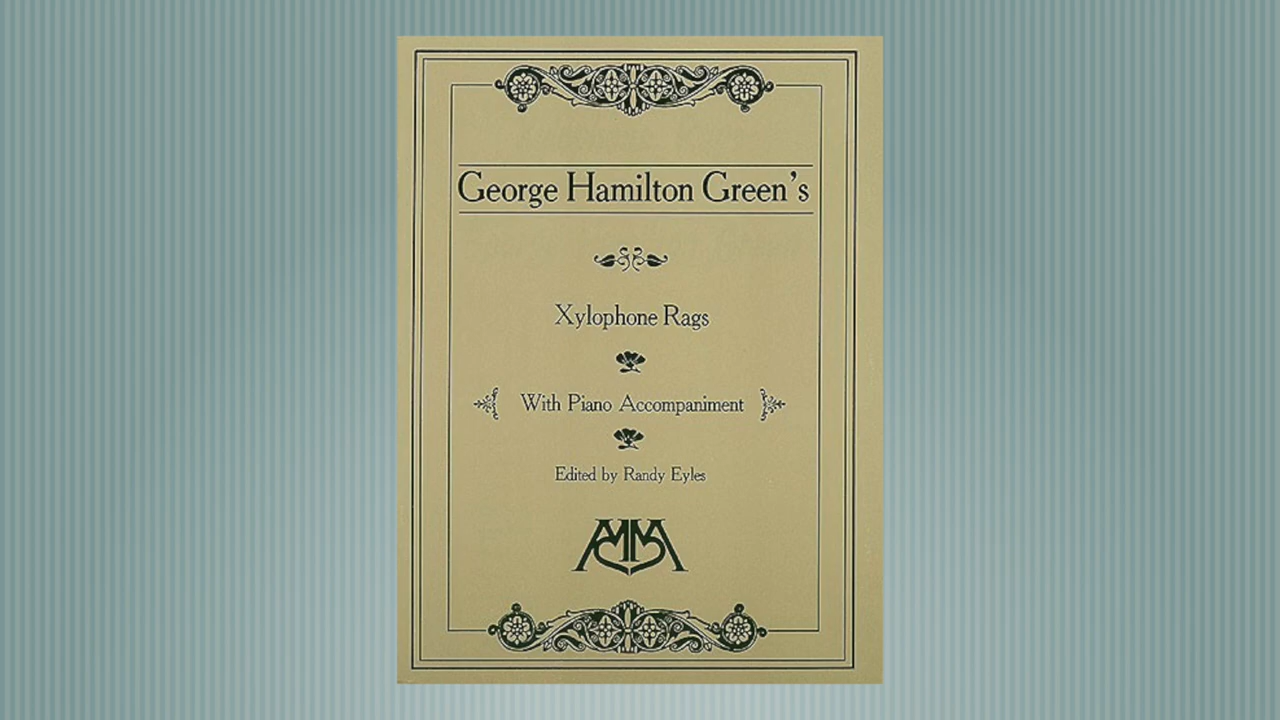 George Hamilton Green's
Xylophone Rags
With Piano Accompaniment
Edited by Randy Eyles